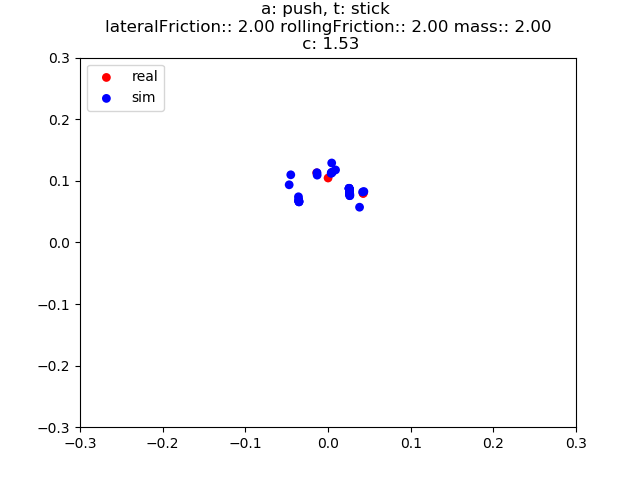 a: push, t: stick
lateralFriction:: 2.00 rollingFriction:: 2.00 mass:: 2.00
c: 1.53
real
sim
0.3
0.2
0.1
0.0
−0.1
−0.2
−0.3
−0.3 −0.2 −0.1 0.0 0.1 0.2 0.3